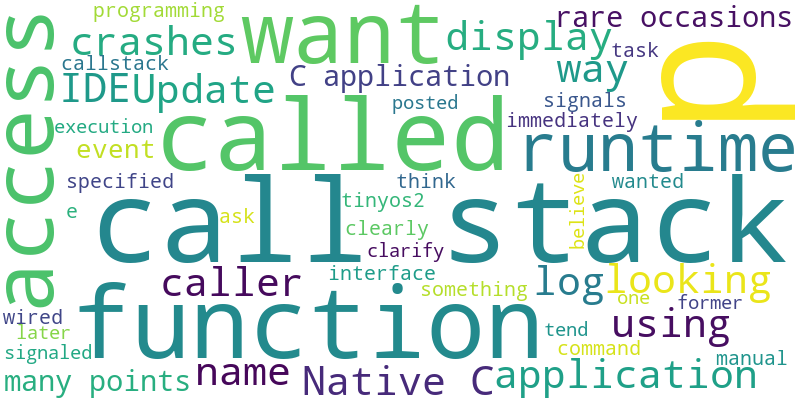 programming
want
rare occasions
crashes
display
task
callstack
way
C application
IDE
Update
access
p
called
posted
signals
immediately
execution
runtime
event
specified
call stack
think
wanted
e
ask
tinyos2
clearly
believe
clarify
caller
interface
log
looking
something
one
former
function
wired
later
using
tend
signaled
command
manual
many points
name
Native C
application